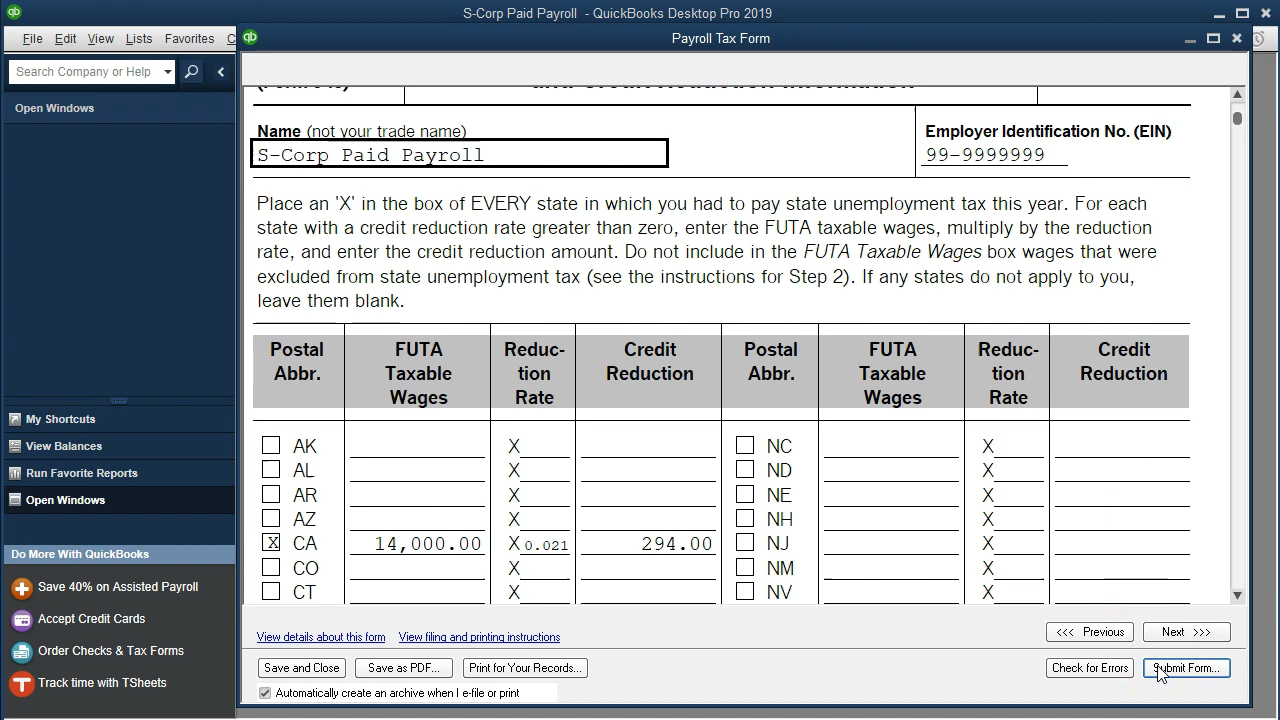 S-Corp Paid Payroll - QuickBooks Desktop Pro 2019
File Edit View Lists Favorites
Payroll Tax Form
Search Company or Help
Open Windows
and Credit Reduction Information
Name (not your trade name)
Employer Identification No. (EIN)
S-Corp Paid Payroll
99-9999999
Place an 'X' in the box of EVERY state in which you had to pay state unemployment tax this year. For each
state with a credit reduction rate greater than zero, enter the FUTA taxable wages, multiply by the reduction
rate, and enter the credit reduction amount. Do not include in the FUTA Taxable Wages box wages that were
excluded from state unemployment tax (see the instructions for Step 2). If any states do not apply to you,
leave them blank.
Postal FUTA Reduc- Credit Postal FUTA Reduc- Credit
Abbr. Taxable tion Reduction Abbr. Taxable tion Reduction
Wages Rate Wages Rate
AK X NC X
AL X ND X
AR X NE X
AZ X NH X
X CA 14,000.00 X 0.021 294.00 NJ X
CO X NM X
CT X NV X
My Shortcuts
View Balances
Run Favorite Reports
Open Windows
Do More With QuickBooks
Save 40% on Assisted Payroll
Accept Credit Cards
Order Checks & Tax Forms
Track time with TSheets
View details about this form View filing and printing instructions
<<< Previous Next >>>
Save and Close Save as PDF... Print for Your Records... Check for Errors Submit Form...
Automatically create an archive when I e-file or print